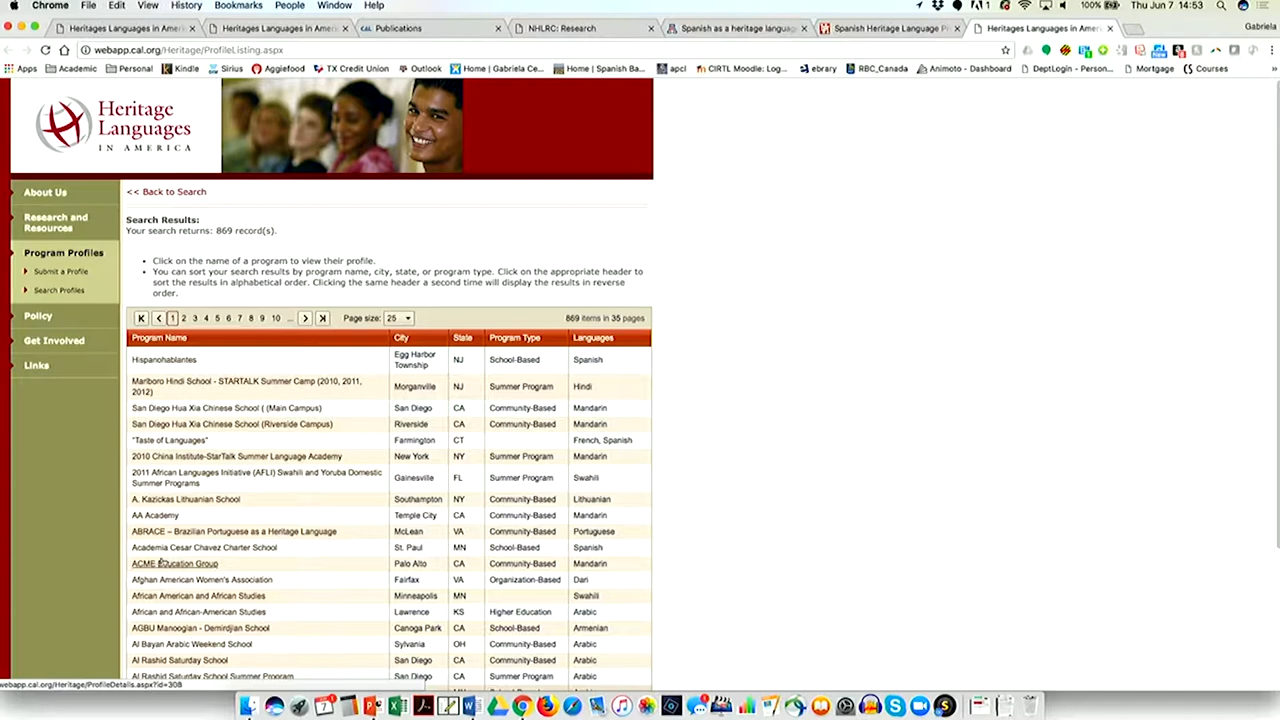 Chrome File Edit View History Bookmarks People Window Help 100% Thu Jun 7 14:53
Heritages Languages in Americ Heritages Languages in Americ Publications NHLRC: Research Spanish as a heritage languag Spanish Heritage Language Pr Heritages Languages in Americ Gabriela
webapp.cal.org/Heritage/ProfileListing.aspx
Apps Academic Personal Kindle Sirius Aggiefood TX Credit Union Outlook Home | Gabriela Ce... Home | Spanish Ba... apcl CIRTL Moodle: Log... ebrary RBC_Canada Animoto - Dashboard DeptLogin - Person... Mortgage Courses »
Heritage
Languages
IN AMERICA
About Us
Research and
Resources
Program Profiles
Submit a Profile
Search Profiles
Policy
Get Involved
Links
<< Back to Search
Search Results:
Your search returns: 869 record(s).
• Click on the name of a program to view their profile.
• You can sort your search results by program name, city, state, or program type. Click on the appropriate header to
sort the results in alphabetical order. Clicking the same header a second time will display the results in reverse
order.
1 2 3 4 5 6 7 8 9 10 ... Page size: 25 869 items in 35 pages
Program Name City State Program Type Languages
Hispanohablantes Egg Harbor Township NJ School-Based Spanish
Marlboro Hindi School - STARTALK Summer Camp (2010, 2011, 2012) Morganville NJ Summer Program Hindi
San Diego Hua Xia Chinese School ( (Main Campus) San Diego CA Community-Based Mandarin
San Diego Hua Xia Chinese School (Riverside Campus) Riverside CA Community-Based Mandarin
"Taste of Languages" Farmington CT French, Spanish
2010 China Institute-StarTalk Summer Language Academy New York NY Summer Program Mandarin
2011 African Languages Initiative (AFLI) Swahili and Yoruba Domestic Summer Programs Gainesville FL Summer Program Swahili
A. Kazickas Lithuanian School Southampton NY Community-Based Lithuanian
AA Academy Temple City CA Community-Based Mandarin
ABRACE – Brazilian Portuguese as a Heritage Language McLean VA Community-Based Portuguese
Academia Cesar Chavez Charter School St. Paul MN School-Based Spanish
ACME Education Group Palo Alto CA Community-Based Mandarin
Afghan American Women's Association Fairfax VA Organization-Based Dari
African American and African Studies Minneapolis MN Swahili
African and African-American Studies Lawrence KS Higher Education Arabic
AGBU Manoogian - Demirdjian School Canoga Park CA School-Based Armenian
Al Bayan Arabic Weekend School Sylvania OH Community-Based Arabic
Al Rashid Saturday School San Diego CA Community-Based Arabic
Al Rashid Saturday School Summer Program San Diego CA Community-Based Arabic
webapp.cal.org/Heritage/ProfileDetails.aspx?id=308